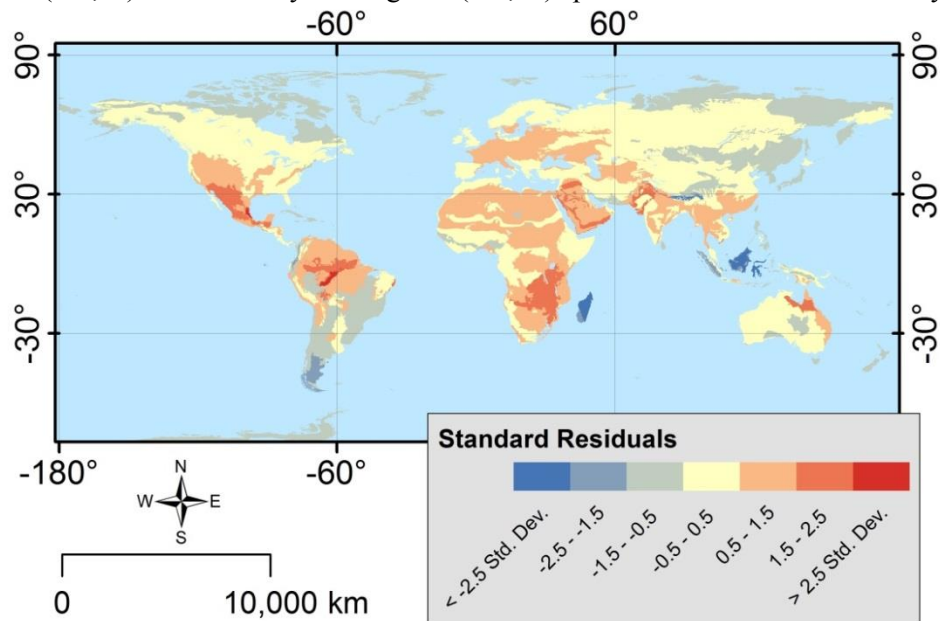 -60° 60°
90° 90°
30° 30°
-30° -30°
-180° -60°
N
W E
S
0 10,000 km
Standard Residuals
< -2.5 Std. Dev.
-2.5 - -1.5
-1.5 - -0.5
-0.5 - 0.5
0.5 - 1.5
1.5 - 2.5
> 2.5 Std. Dev.